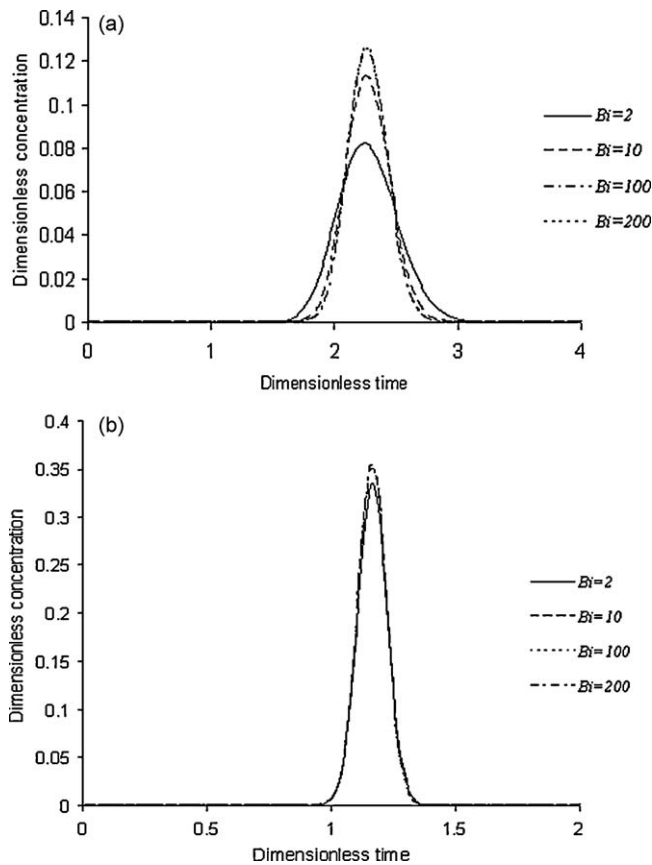 (a)
Dimensionless concentration
0.14
0.12
0.1
0.08
0.06
0.04
0.02
0
0
1
2
3
4
Dimensionless time
Bi=2
Bi=10
Bi=100
Bi=200
(b)
Dimensionless concentration
0.4
0.35
0.3
0.25
0.2
0.15
0.1
0.05
0
0
0.5
1
1.5
2
Dimensionless time
Bi=2
Bi=10
Bi=100
Bi=200